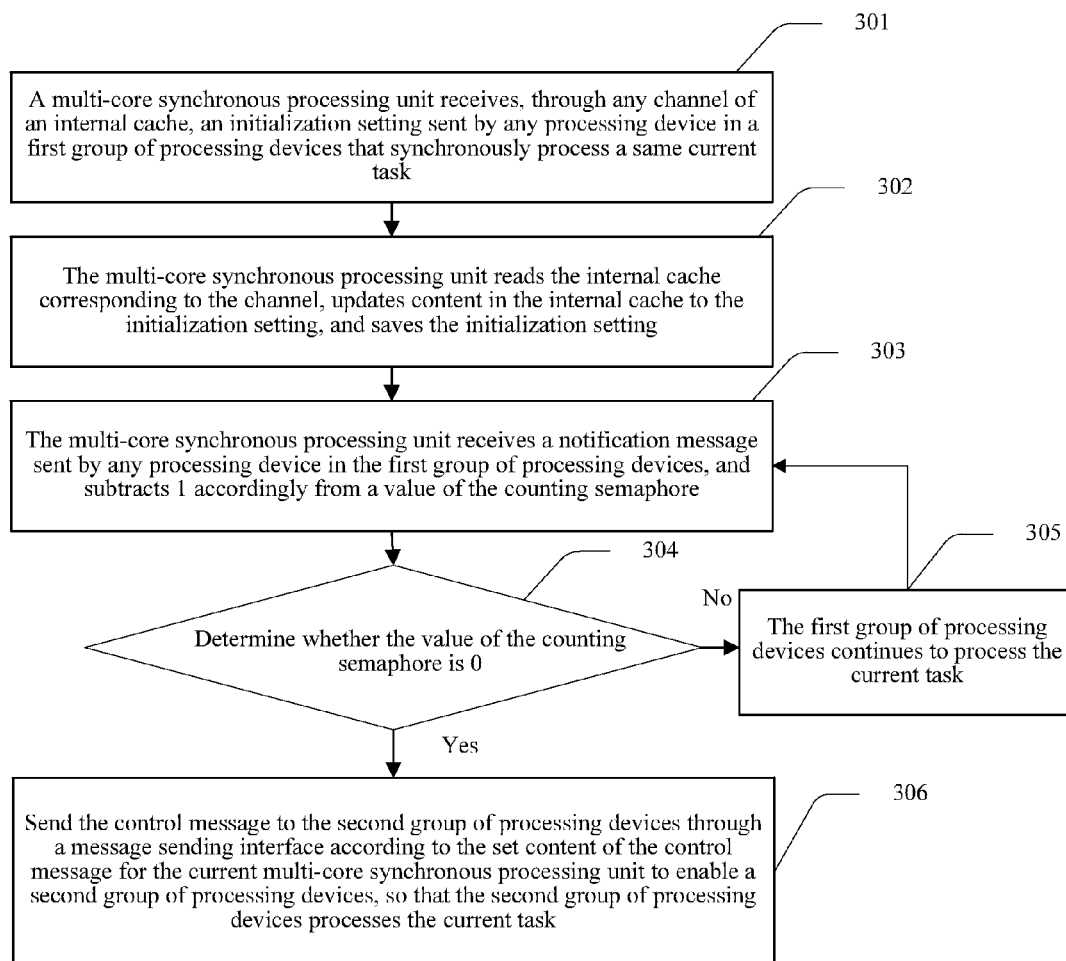 301
A multi-core synchronous processing unit receives, through any channel of
an internal cache, an initialization setting sent by any processing device in a
first group of processing devices that synchronously process a same current
task
302
The multi-core synchronous processing unit reads the internal cache
corresponding to the channel, updates content in the internal cache to the
initialization setting, and saves the initialization setting
303
The multi-core synchronous processing unit receives a notification message
sent by any processing device in the first group of processing devices, and
subtracts 1 accordingly from a value of the counting semaphore
304
Determine whether the value of the counting
semaphore is 0
No
305
The first group of processing
devices continues to process the
current task
Yes
306
Send the control message to the second group of processing devices through
a message sending interface according to the set content of the control
message for the current multi-core synchronous processing unit to enable a
second group of processing devices, so that the second group of processing
devices processes the current task